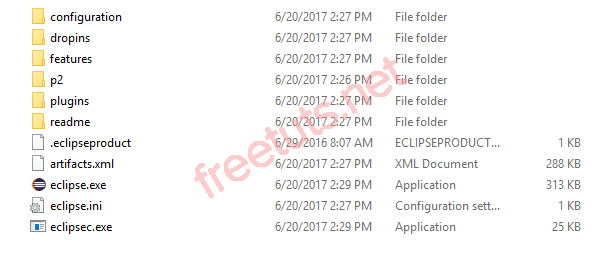 configuration 6/20/2017 2:27 PM File folder
dropins 6/20/2017 2:27 PM File folder
features 6/20/2017 2:27 PM File folder
p2 6/20/2017 2:26 PM File folder
plugins 6/20/2017 2:27 PM File folder
readme 6/20/2017 2:27 PM File folder
.eclipseproduct 6/29/2016 8:07 AM ECLIPSEPRODUCT... 1 KB
artifacts.xml 6/20/2017 2:27 PM XML Document 288 KB
eclipse.exe 6/20/2017 2:29 PM Application 313 KB
eclipse.ini 6/20/2017 2:27 PM Configuration sett... 1 KB
eclipsec.exe 6/20/2017 2:29 PM Application 25 KB
freetuts.net